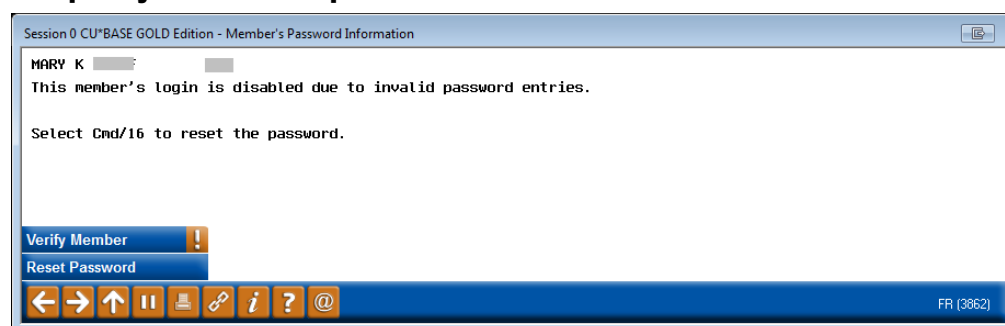 Session 0 CU*BASE GOLD Edition - Member's Password Information
MARY K
This member's login is disabled due to invalid password entries.
Select Cmd/16 to reset the password.
Verify Member !
Reset Password
i ? @
FR (3862)